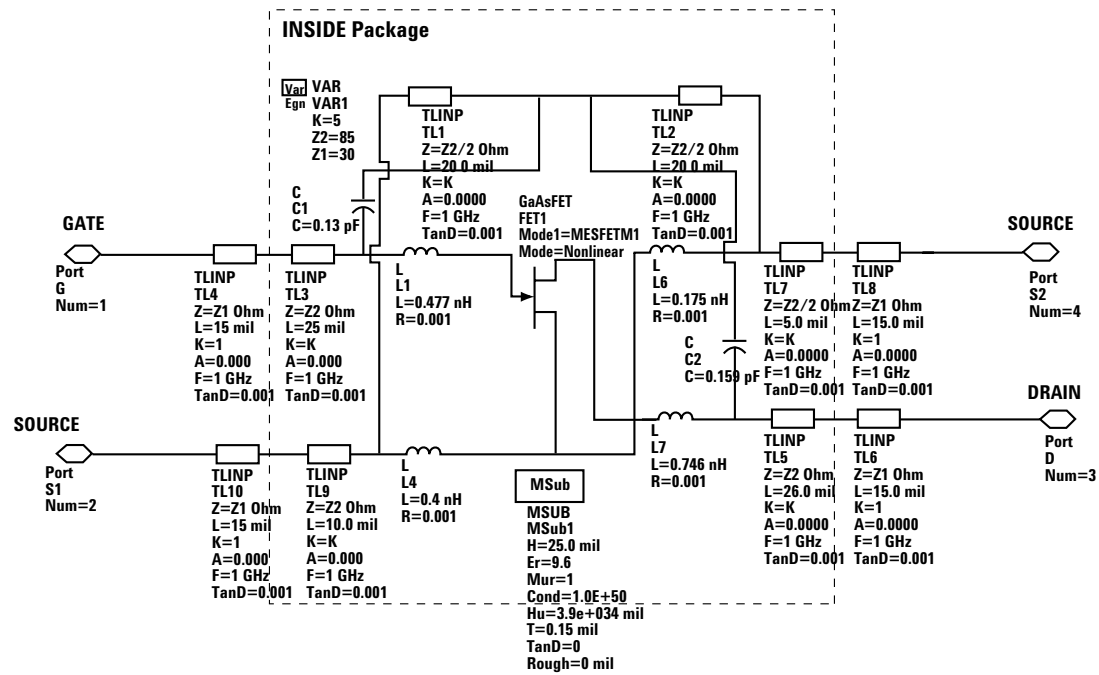 INSIDE Package
Var VAR
Egn VAR1
K=5
Z2=85
Z1=30
TLINP
TL1
Z=Z2/2 Ohm
L=20 0 mil
K=K
A=0.0000
F=1 GHz
TanD=0.001
TLINP
TL2
Z=Z2/2 Ohm
L=20 0 mil
K=K
A=0.0000
F=1 GHz
TanD=0.001
C
C1
C=0.13 pF
GaAsFET
FET1
Mode1=MESFETM1
Mode=Nonlinear
GATE
Port
G
Num=1
TLINP
TL4
Z=Z1 Ohm
L=15 mil
K=1
A=0.000
F=1 GHz
TanD=0.001
TLINP
TL3
Z=Z2 Ohm
L=25 mil
K=K
A=0.000
F=1 GHz
TanD=0.001
L
L1
L=0.477 nH
R=0.001
L
L6
L=0.175 nH
R=0.001
C
C2
C=0.159 pF
TLINP
TL7
Z=Z2/2 Ohm
L=5.0 mil
K=K
A=0.0000
F=1 GHz
TanD=0.001
TLINP
TL8
Z=Z1 Ohm
L=15.0 mil
K=1
A=0.0000
F=1 GHz
TanD=0.001
SOURCE
Port
S2
Num=4
SOURCE
Port
S1
Num=2
TLINP
TL10
Z=Z1 Ohm
L=15 mil
K=1
A=0.000
F=1 GHz
TanD=0.001
TLINP
TL9
Z=Z2 Ohm
L=10.0 mil
K=K
A=0.000
F=1 GHz
TanD=0.001
L
L4
L=0.4 nH
R=0.001
MSub
MSUB
MSub1
H=25.0 mil
Er=9.6
Mur=1
Cond=1.0E+50
Hu=3.9e+034 mil
T=0.15 mil
TanD=0
Rough=0 mil
L
L7
L=0.746 nH
R=0.001
TLINP
TL5
Z=Z2 Ohm
L=26.0 mil
K=K
A=0.0000
F=1 GHz
TanD=0.001
TLINP
TL6
Z=Z1 Ohm
L=15.0 mil
K=1
A=0.0000
F=1 GHz
TanD=0.001
DRAIN
Port
D
Num=3